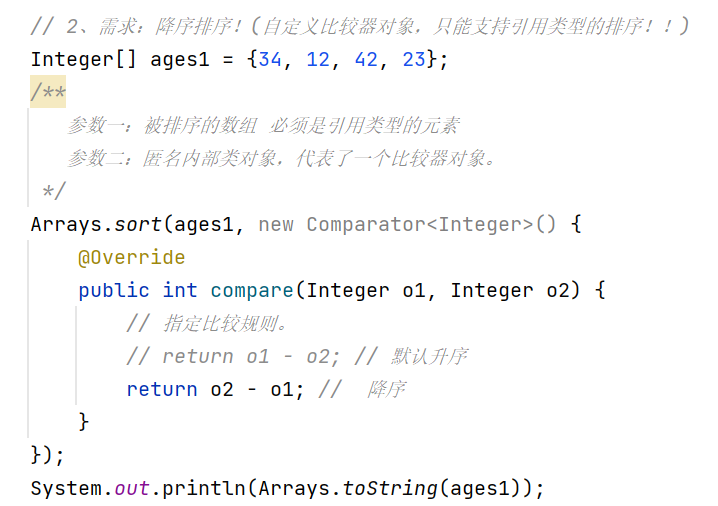 // 2、需求：降序排序！(自定义比较器对象，只能支持引用类型的排序！！)
Integer[] ages1 = {34, 12, 42, 23};
/**
参数一：被排序的数组 必须是引用类型的元素
参数二：匿名内部类对象，代表了一个比较器对象。
*/
Arrays.sort(ages1, new Comparator<Integer>() {
@Override
public int compare(Integer o1, Integer o2) {
// 指定比较规则。
// return o1 - o2; // 默认升序
return o2 - o1; //  降序
}
});
System.out.println(Arrays.toString(ages1));